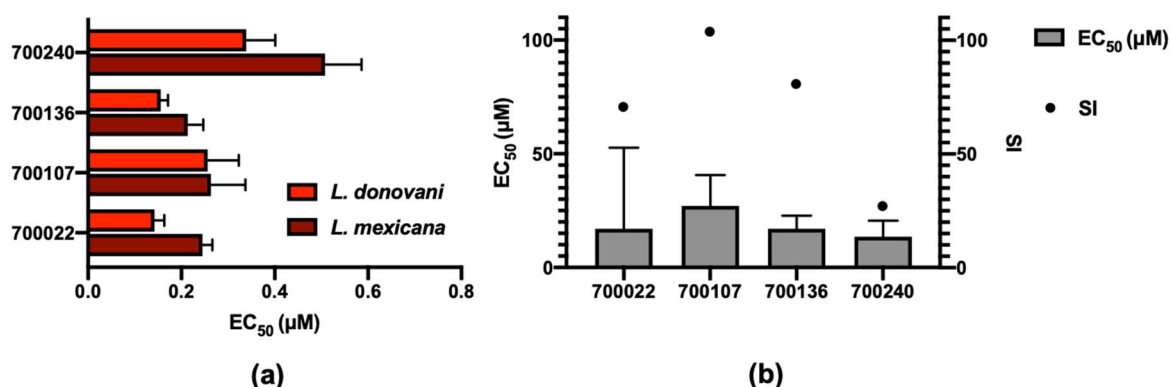 700240
700136
700107
700022
L. donovani
L. mexicana
0.0 0.2 0.4 0.6 0.8
EC50 (µM)
(a)
100
50
0
EC50 (µM)
700022 700107 700136 700240
100
50
0
SI
EC50 (µM)
SI
(b)